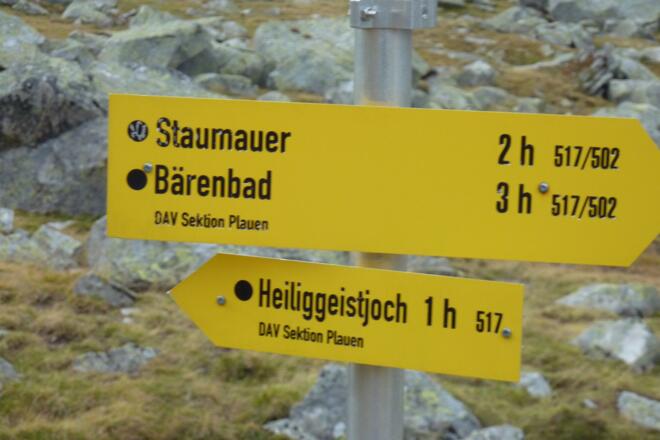 Staumauer 2 h 517/502
Bärenbad 3 h 517/502
DAV Sektion Plauen
Heiliggeistjoch 1 h 517
DAV Sektion Plauen